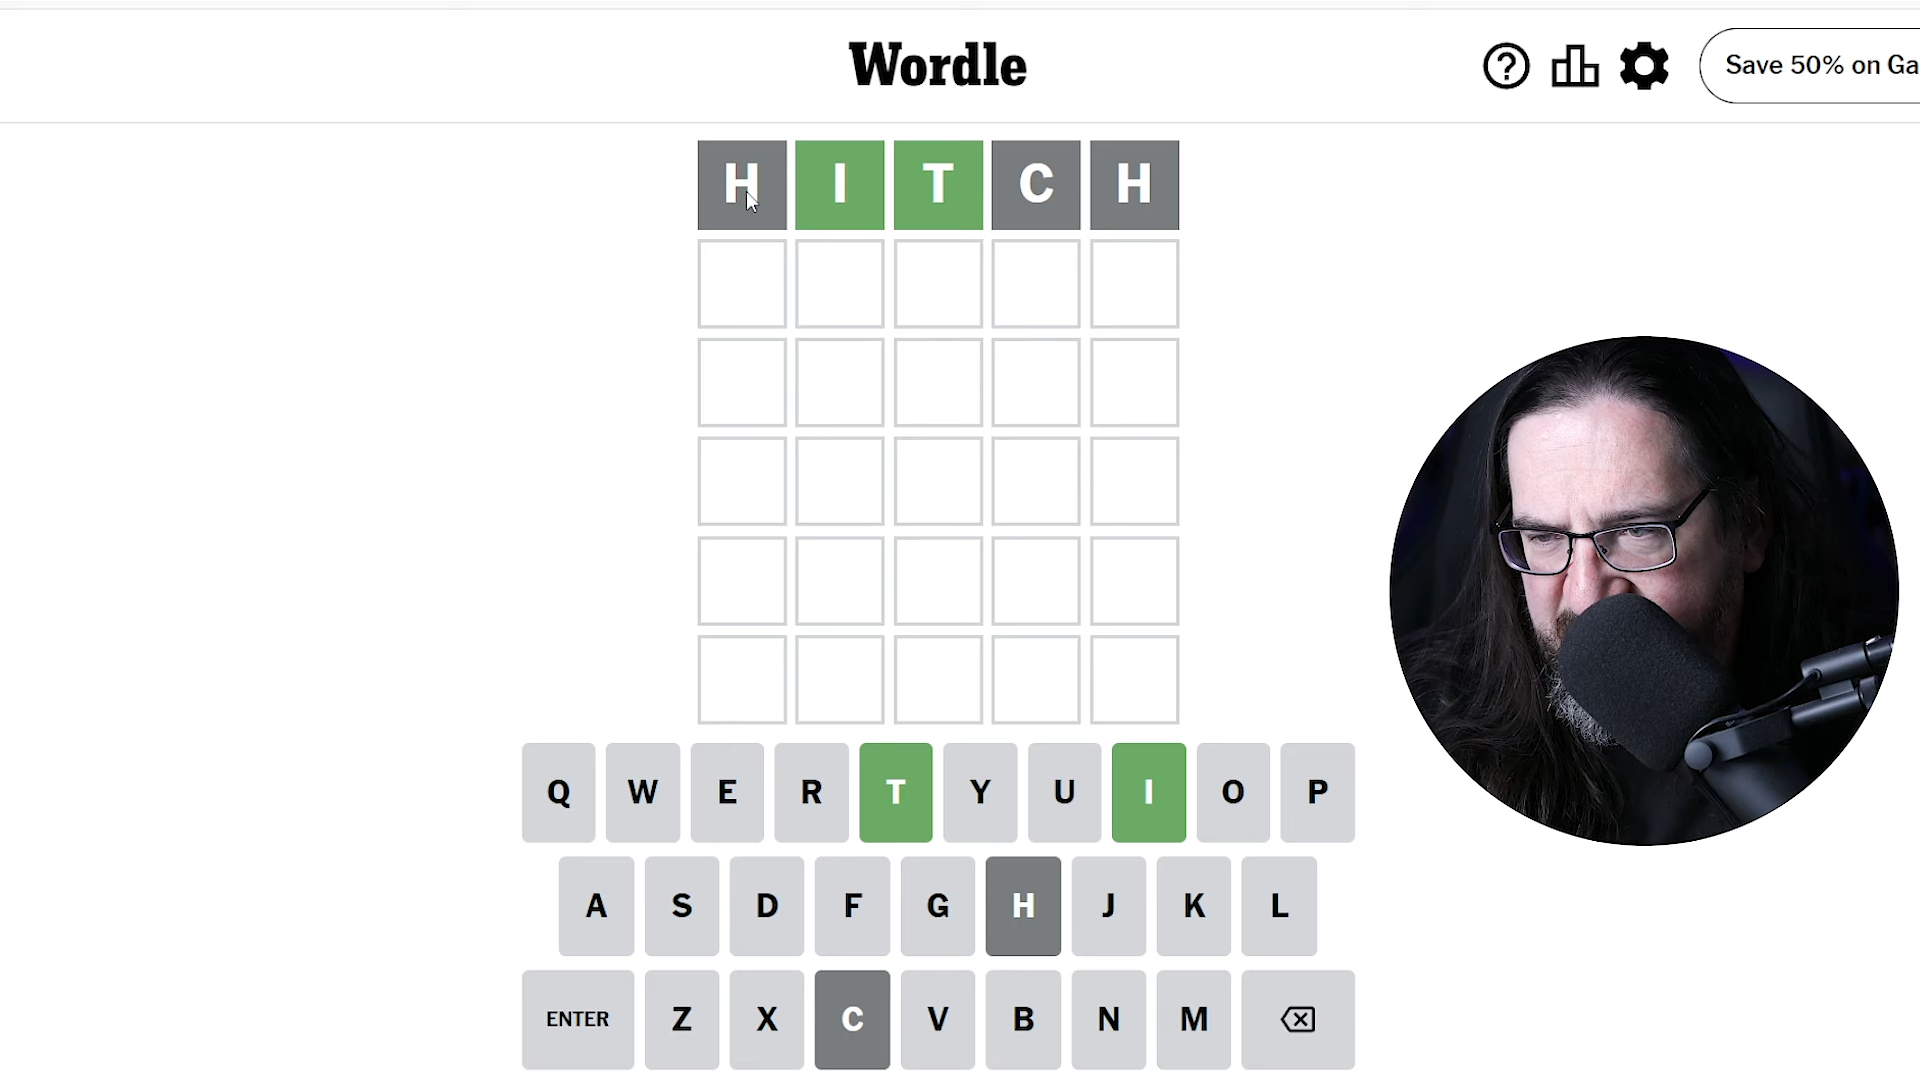 Wordle
Save 50% on Ga
H I T C H
Q W E R T Y U I O P
A S D F G H J K L
ENTER Z X C V B N M